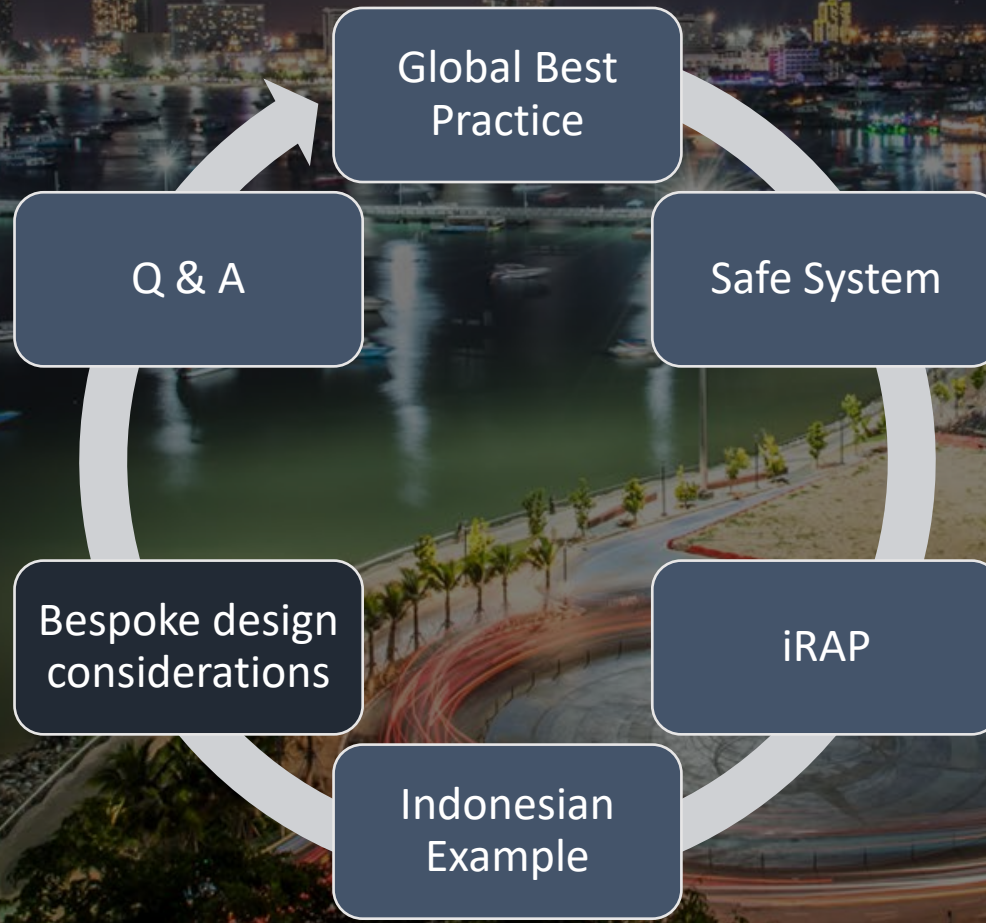 Global Best
Practice
Safe System
iRAP
Indonesian
Example
Bespoke design
considerations
Q & A